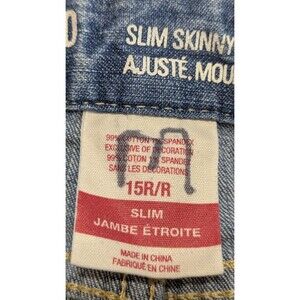 0
SLIM SKINNY
AJUSTÉ, MOU
99% COTTON 1% SPANDEX
EXCLUSIVE OF DECORATION
99% COTON 1% SPANDEX
SANS LES DÉCORATIONS
15R/R
SLIM
JAMBE ÉTROITE
MADE IN CHINA
FABRIQUÉ EN CHINE